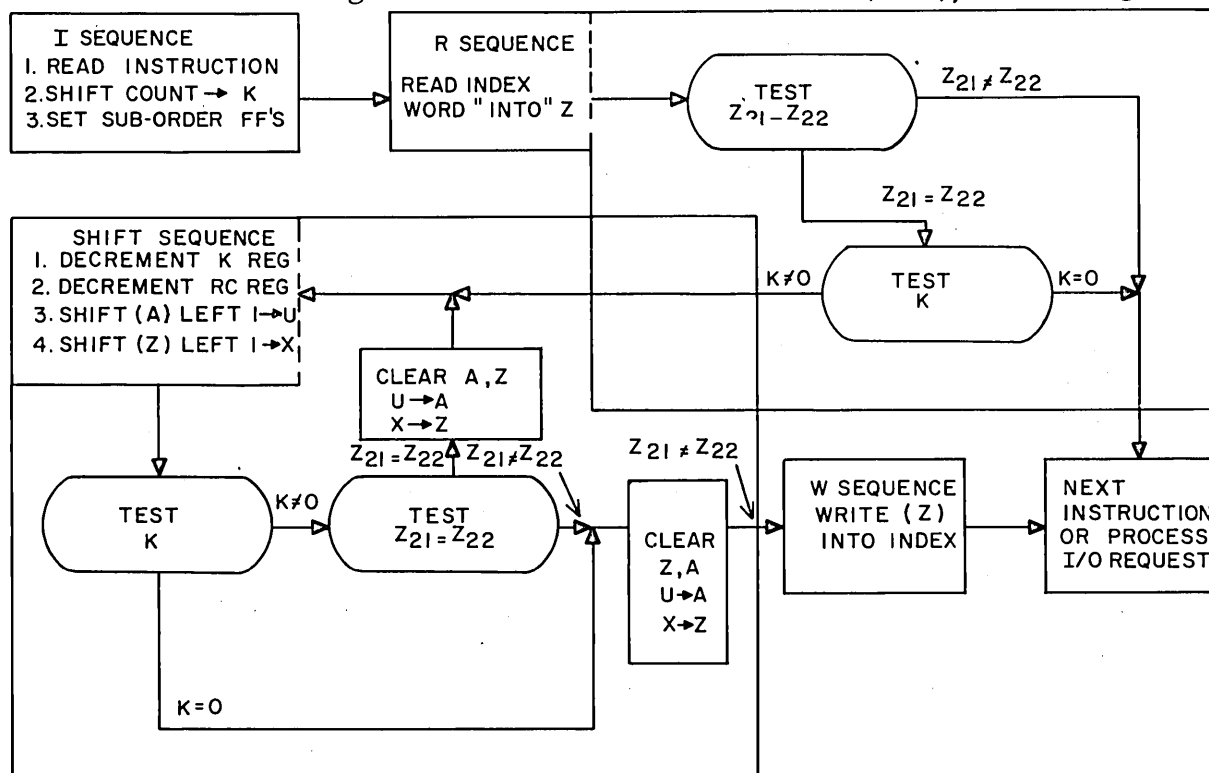 I SEQUENCE
1. READ INSTRUCTION
2. SHIFT COUNT → K
3. SET SUB-ORDER FF'S
R SEQUENCE
READ INDEX
WORD "INTO" Z
TEST
Z21 – Z22
Z21 ≠ Z22
Z21 = Z22
TEST
K
K≠0
K=0
SHIFT SEQUENCE
1. DECREMENT K REG
2. DECREMENT RC REG
3. SHIFT (A) LEFT 1→U
4. SHIFT (Z) LEFT 1→X
CLEAR A, Z
U→A
X→Z
Z21 = Z22
Z21 ≠ Z22
TEST
K
K≠0
K=0
TEST
Z21 = Z22
CLEAR
Z, A
U→A
X→Z
Z21 ≠ Z22
W SEQUENCE
WRITE (Z)
INTO INDEX
NEXT
INSTRUCTION
OR PROCESS
I/O REQUEST